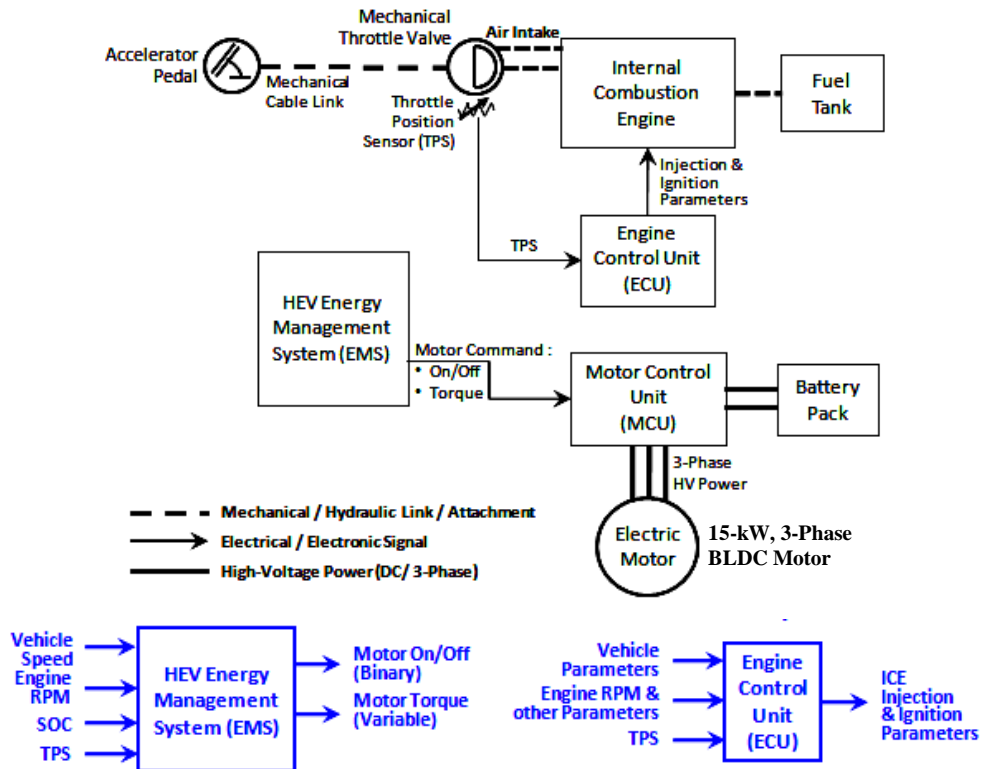 Accelerator
Pedal
Mechanical
Cable Link
Mechanical
Throttle Valve
Throttle
Position
Sensor (TPS)
Air Intake
Internal
Combustion
Engine
Fuel
Tank
Injection &
Ignition
Parameters
TPS
Engine
Control Unit
(ECU)
HEV Energy
Management
System (EMS)
Motor Command :
• On/Off
• Torque
Motor Control
Unit
(MCU)
Battery
Pack
3-Phase
HV Power
Electric
Motor
15-kW, 3-Phase
BLDC Motor
Mechanical / Hydraulic Link / Attachment
Electrical / Electronic Signal
High-Voltage Power (DC/ 3-Phase)
Vehicle
Speed
Engine
RPM
SOC
TPS
HEV Energy
Management
System (EMS)
Motor On/Off
(Binary)
Motor Torque
(Variable)
Vehicle
Parameters
Engine RPM &
other Parameters
TPS
Engine
Control
Unit
(ECU)
ICE
Injection
& Ignition
Parameters